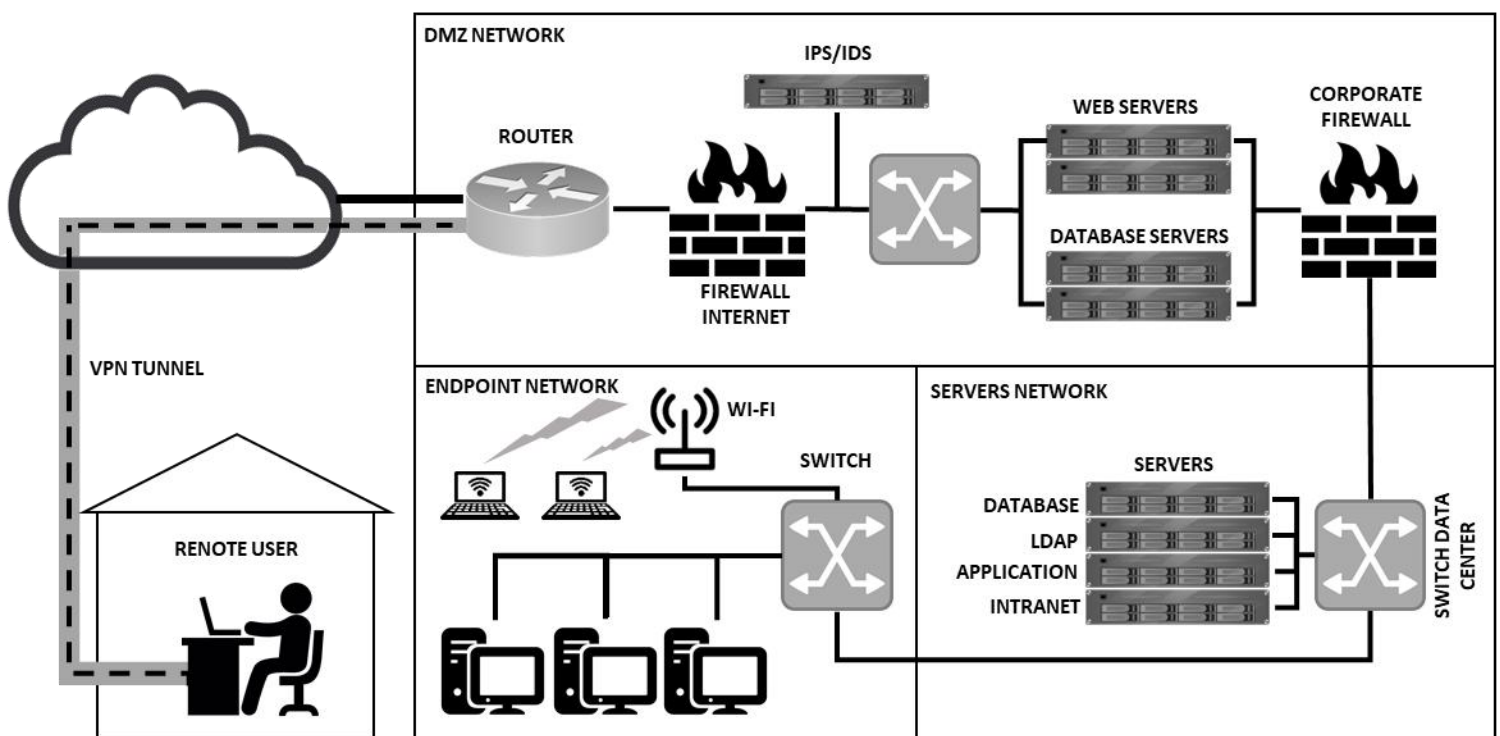 DMZ NETWORK
IPS/IDS
ROUTER
WEB SERVERS
CORPORATE
FIREWALL
DATABASE SERVERS
FIREWALL
INTERNET
VPN TUNNEL
ENDPOINT NETWORK
WI-FI
SWITCH
SERVERS NETWORK
SERVERS
DATABASE
LDAP
APPLICATION
INTRANET
SWITCH DATA
CENTER
RENOTE USER